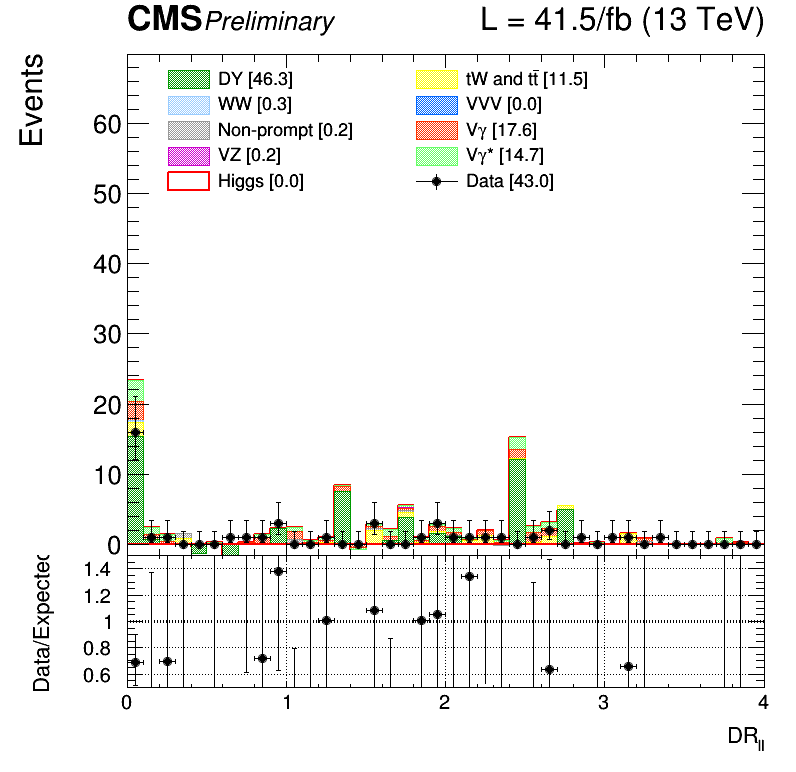 CMS Preliminary L = 41.5/fb (13 TeV)
Events
DY [46.3] tW and tt̄ [11.5]
WW [0.3] VVV [0.0]
Non-prompt [0.2] Vγ [17.6]
VZ [0.2] Vγ* [14.7]
Higgs [0.0] Data [43.0]
60
50
40
30
20
10
0
Data/Expected
1.4
1.2
1
0.8
0.6
0 1 2 3 4
DR_ll